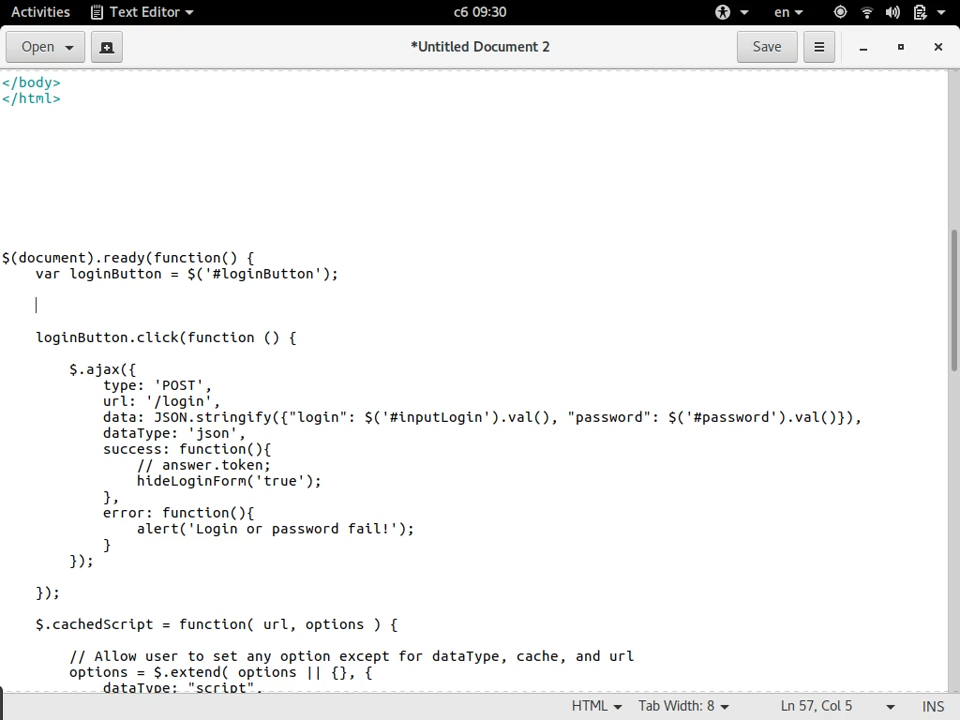 Activities Text Editor сб 09:30 en
Open *Untitled Document 2 Save
</body>
</html>
$(document).ready(function() {
    var loginButton = $('#loginButton');
    loginButton.click(function () {
        $.ajax({
            type: 'POST',
            url: '/login',
            data: JSON.stringify({"login": $('#inputLogin').val(), "password": $('#password').val()}),
            dataType: 'json',
            success: function(){
                // answer.token;
                hideLoginForm('true');
            },
            error: function(){
                alert('Login or password fail!');
            }
        });
    });
    $.cachedScript = function( url, options ) {
        // Allow user to set any option except for dataType, cache, and url
        options = $.extend( options || {}, {
            dataType: "script",
HTML Tab Width: 8 Ln 57, Col 5 INS